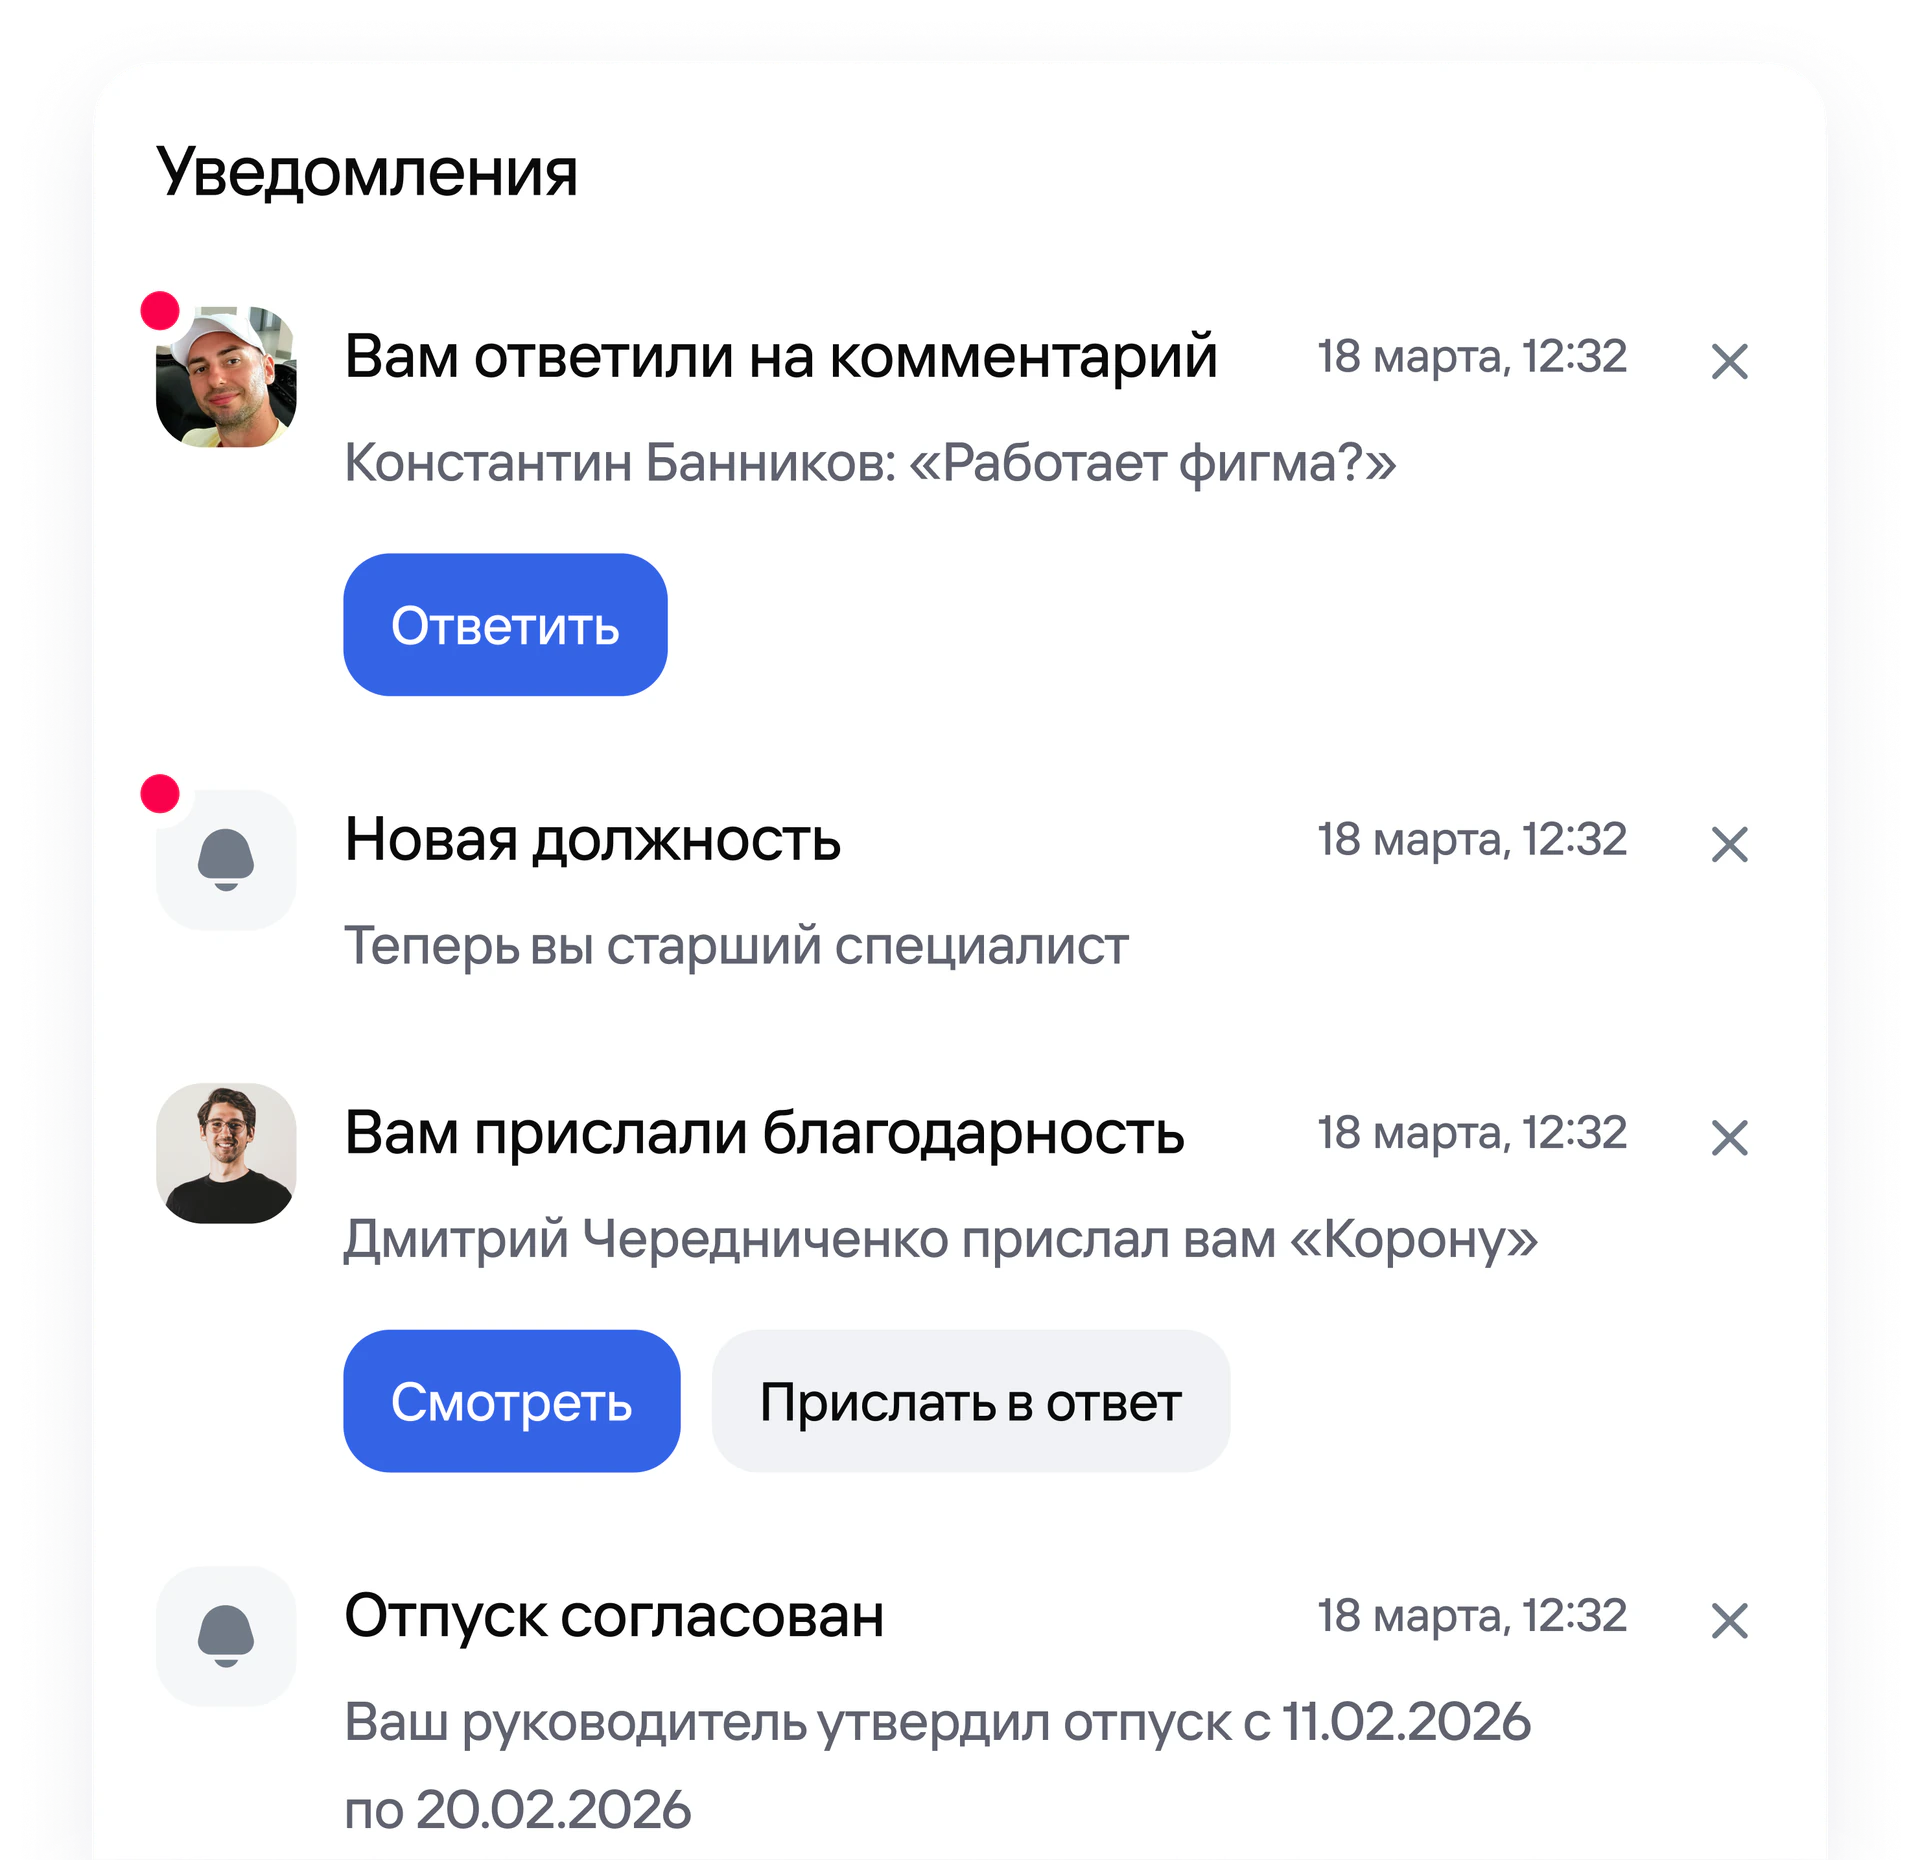 Уведомления
Вам ответили на комментарий 18 марта, 12:32
Константин Банников: «Работает фигма?»
Ответить
Новая должность 18 марта, 12:32
Теперь вы старший специалист
Вам прислали благодарность 18 марта, 12:32
Дмитрий Чередниченко прислал вам «Корону»
Смотреть Прислать в ответ
Отпуск согласован 18 марта, 12:32
Ваш руководитель утвердил отпуск с 11.02.2026
по 20.02.2026